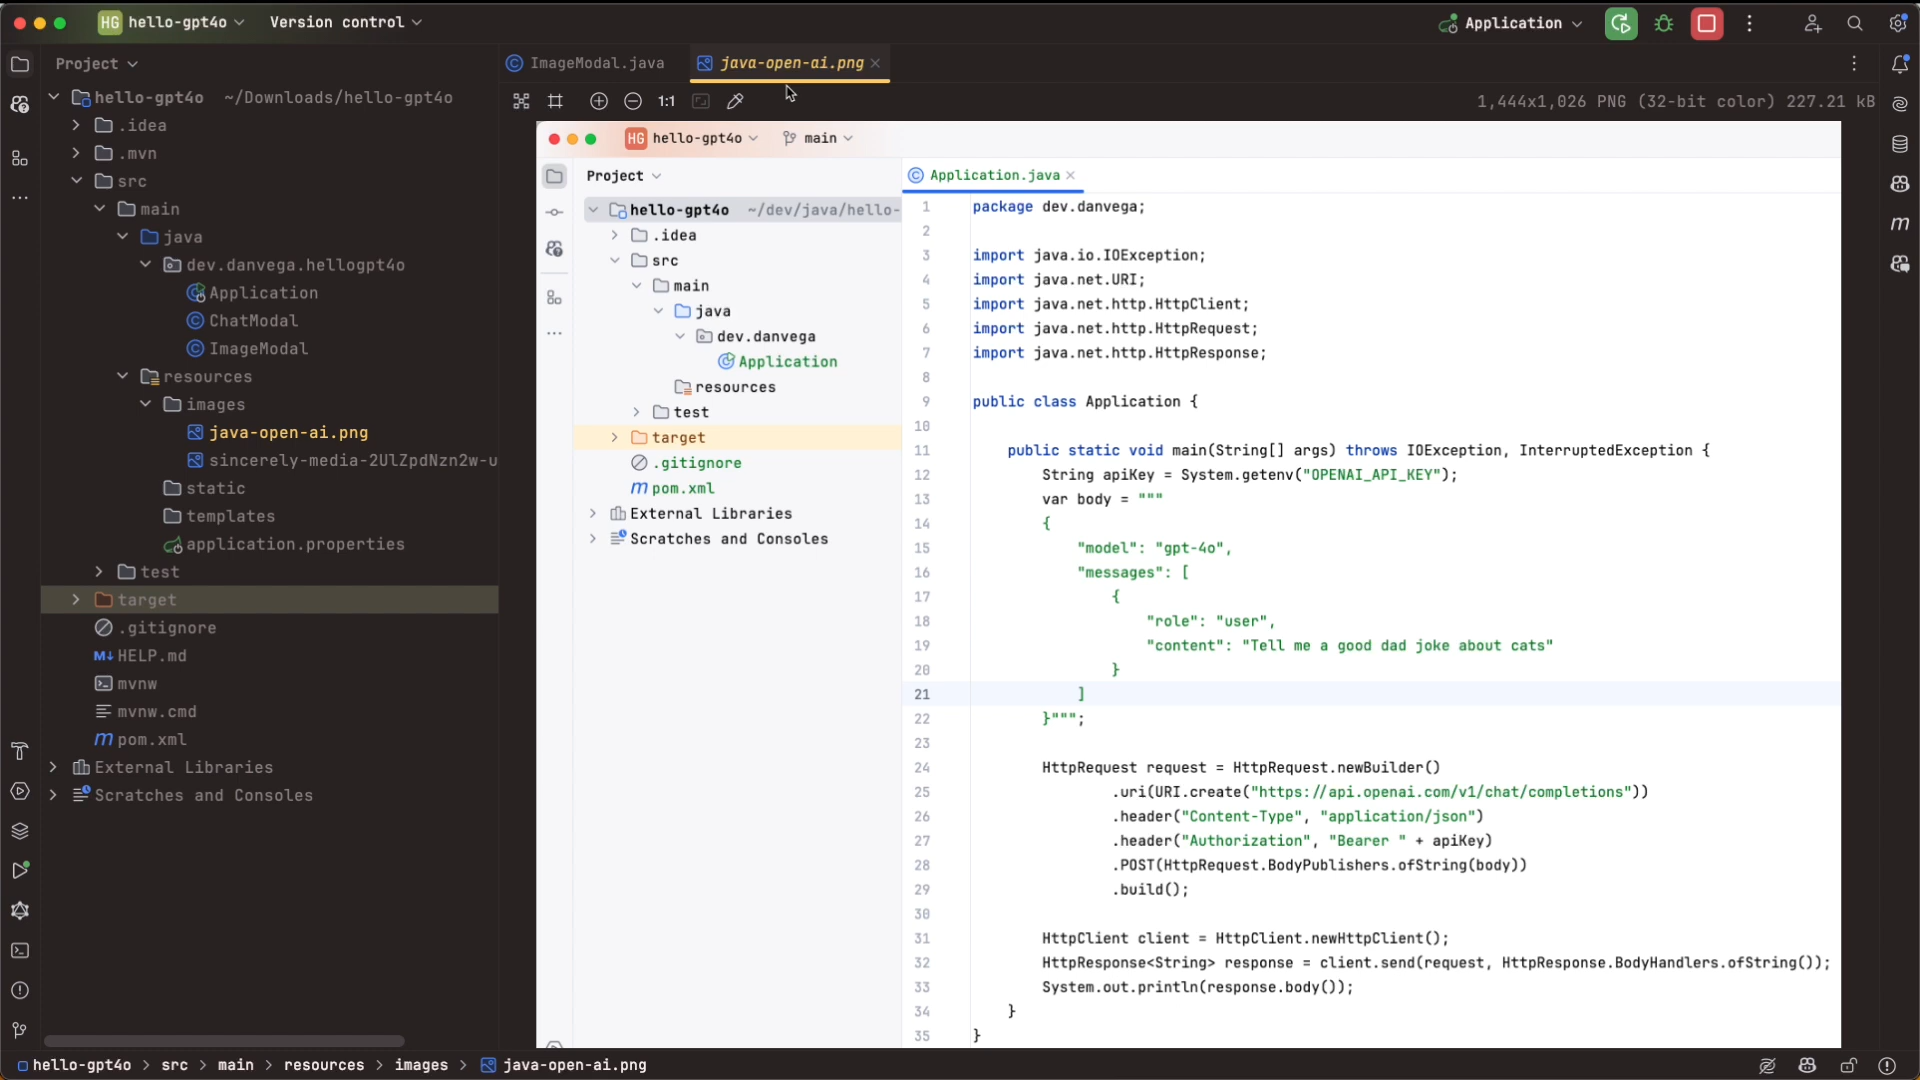 HG hello-gpt4o
Version control
Application
Project
ImageModal.java
java-open-ai.png
1:1
1,444x1,026 PNG (32-bit color) 227.21 kB
hello-gpt4o ~/Downloads/hello-gpt4o
.idea
.mvn
src
main
java
dev.danvega.hellogpt4o
Application
ChatModal
ImageModal
resources
images
java-open-ai.png
sincerely-media-2UlZpdNzn2w-u
static
templates
application.properties
test
target
.gitignore
M↓ HELP.md
mvnw
mvnw.cmd
m pom.xml
External Libraries
Scratches and Consoles
HG hello-gpt4o
main
Project
Application.java
hello-gpt4o ~/dev/java/hello-
.idea
src
main
java
dev.danvega
Application
resources
test
target
.gitignore
m pom.xml
External Libraries
Scratches and Consoles
1 package dev.danvega;
2
3 import java.io.IOException;
4 import java.net.URI;
5 import java.net.http.HttpClient;
6 import java.net.http.HttpRequest;
7 import java.net.http.HttpResponse;
8
9 public class Application {
10
11 public static void main(String[] args) throws IOException, InterruptedException {
12 String apiKey = System.getenv("OPENAI_API_KEY");
13 var body = """
14 {
15 "model": "gpt-4o",
16 "messages": [
17 {
18 "role": "user",
19 "content": "Tell me a good dad joke about cats"
20 }
21 ]
22 }""";
23
24 HttpRequest request = HttpRequest.newBuilder()
25 .uri(URI.create("https://api.openai.com/v1/chat/completions"))
26 .header("Content-Type", "application/json")
27 .header("Authorization", "Bearer " + apiKey)
28 .POST(HttpRequest.BodyPublishers.ofString(body))
29 .build();
30
31 HttpClient client = HttpClient.newHttpClient();
32 HttpResponse<String> response = client.send(request, HttpResponse.BodyHandlers.ofString());
33 System.out.println(response.body());
34 }
35 }
m
hello-gpt4o > src > main > resources > images > java-open-ai.png